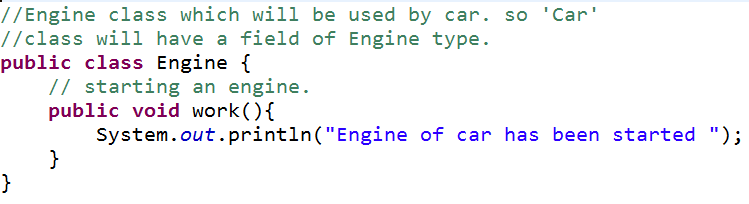 //Engine class which will be used by car. so 'Car'
//class will have a field of Engine type.
public class Engine {
    // starting an engine.
    public void work(){
        System.out.println("Engine of car has been started ");
    }
}